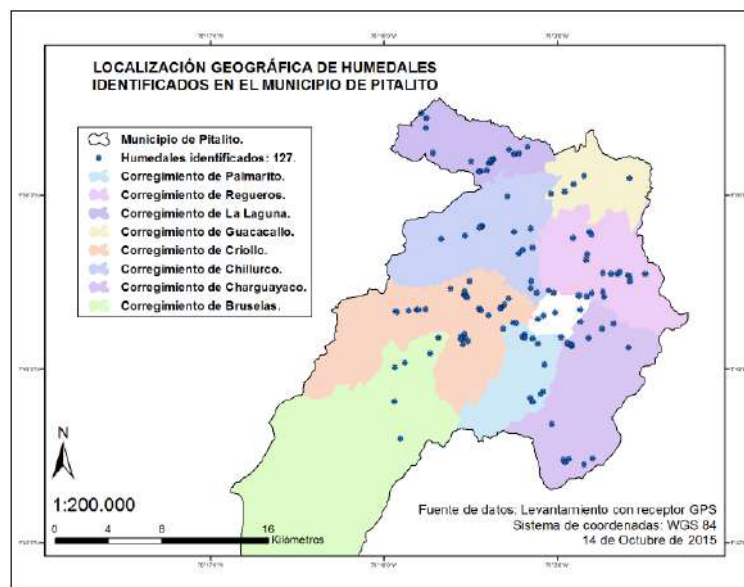 LOCALIZACIÓN GEOGRÁFICA DE HUMEDALES
IDENTIFICADOS EN EL MUNICIPIO DE PITALITO
Municipio de Pitalito.
Humedales identificados: 127.
Corregimiento de Palmarito.
Corregimiento de Regueros.
Corregimiento de La Laguna.
Corregimiento de Guacacallo.
Corregimiento de Criollo.
Corregimiento de Chillurco.
Corregimiento de Charguayaco.
Corregimiento de Bruselas.
N
1:200.000
0 4 8 16
Kilómetros
Fuente de datos: Levantamiento con receptor GPS
Sistema de coordenadas: WGS 84
14 de Octubre de 2015